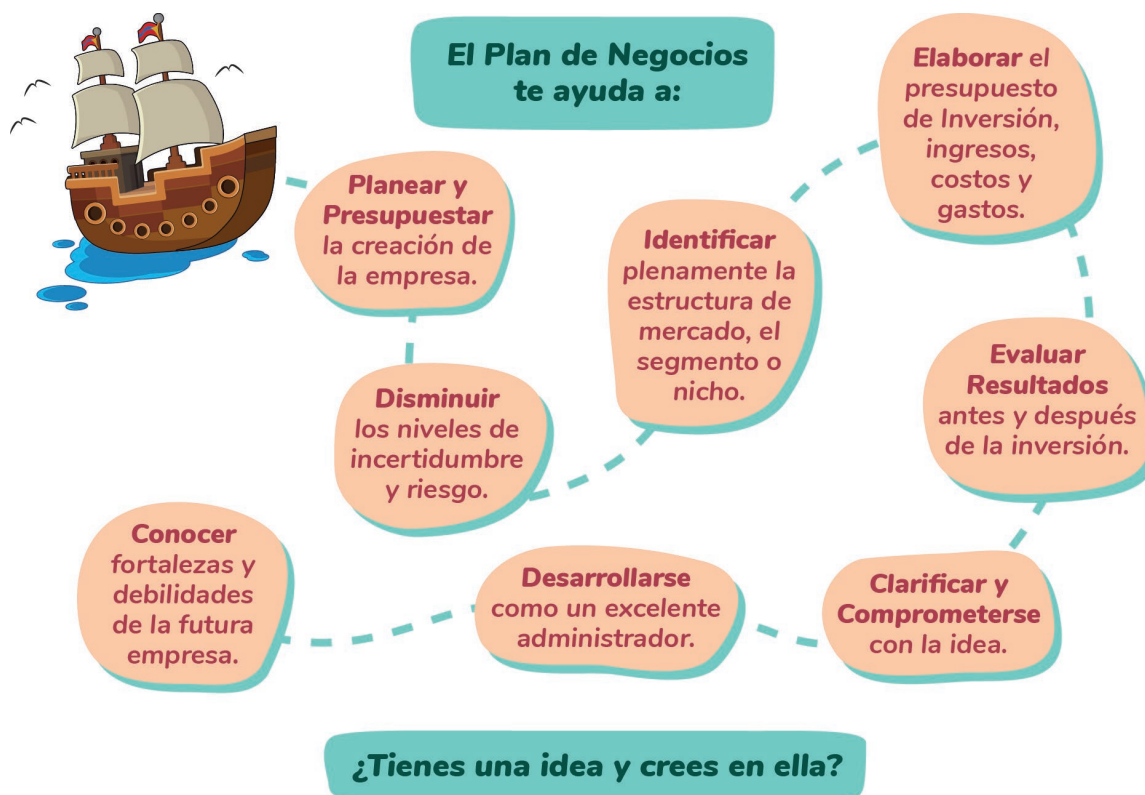 El Plan de Negocios
te ayuda a:
Planear y
Presupuestar
la creación de
la empresa.
Disminuir
los niveles de
incertidumbre
y riesgo.
Identificar
plenamente la
estructura de
mercado, el
segmento o
nicho.
Elaborar el
presupuesto
de Inversión,
ingresos,
costos y
gastos.
Evaluar
Resultados
antes y después
de la inversión.
Clarificar y
Comprometerse
con la idea.
Desarrollarse
como un excelente
administrador.
Conocer
fortalezas y
debilidades
de la futura
empresa.
¿Tienes una idea y crees en ella?